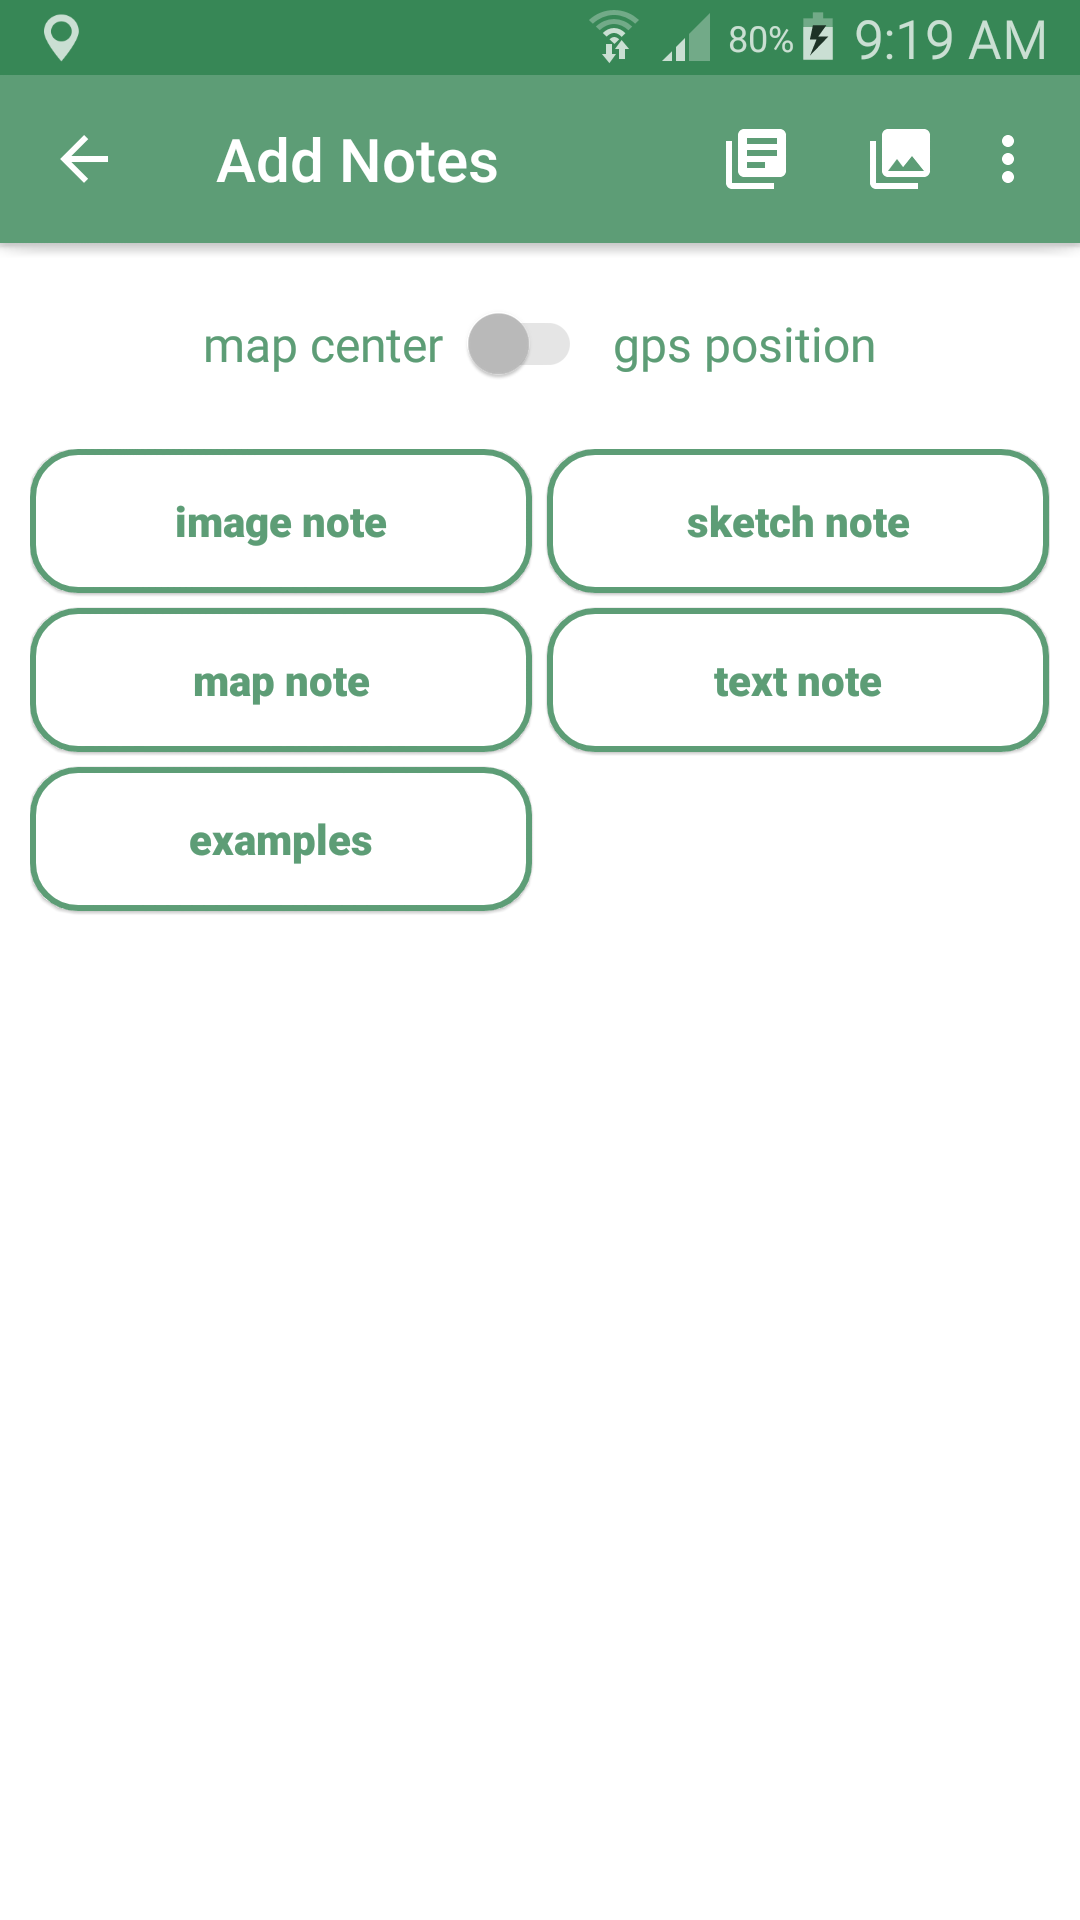 80% 9:19 AM
Add Notes
map center gps position
image note sketch note
map note text note
examples